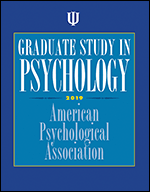 GRADUATE STUDY IN
PSYCHOLOGY
2019
American
Psychological
Association